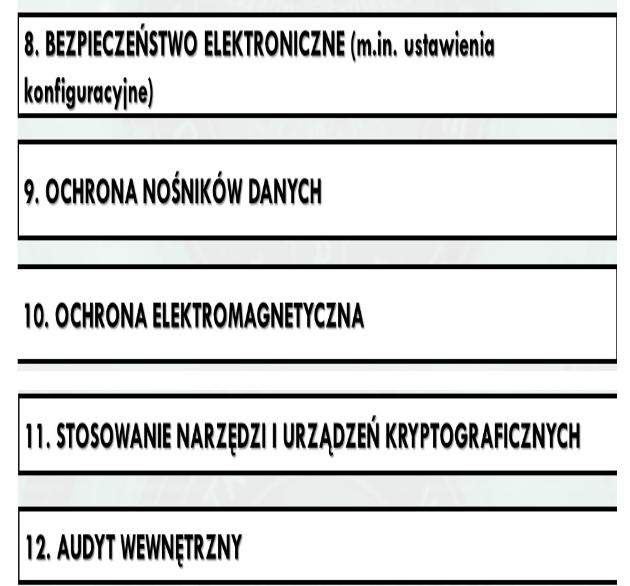 8. BEZPIECZEŃSTWO ELEKTRONICZNE (m.in. ustawienia
konfiguracyjne)
9. OCHRONA NOŚNIKÓW DANYCH
10. OCHRONA ELEKTROMAGNETYCZNA
11. STOSOWANIE NARZĘDZI I URZĄDZEŃ KRYPTOGRAFICZNYCH
12. AUDYT WEWNĘTRZNY